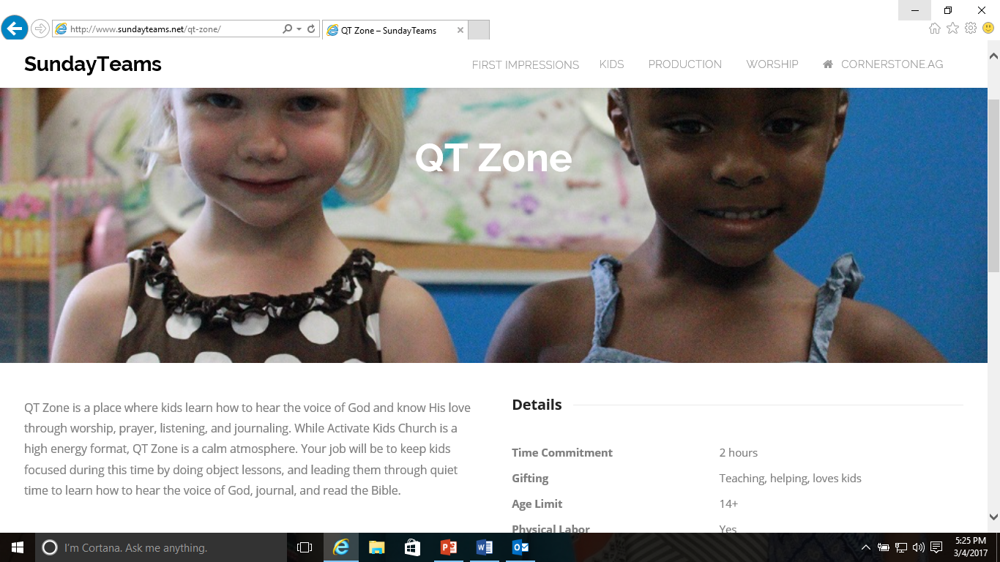 http://www.sundayteams.net/qt-zone/
QT Zone – SundayTeams
SundayTeams
FIRST IMPRESSIONS
KIDS
PRODUCTION
WORSHIP
CORNERSTONE.AG
QT Zone
QT Zone is a place where kids learn how to hear the voice of God and know His love
through worship, prayer, listening, and journaling. While Activate Kids Church is a
high energy format, QT Zone is a calm atmosphere. Your job will be to keep kids
focused during this time by doing object lessons, and leading them through quiet
time to learn how to hear the voice of God, journal, and read the Bible.
Details
Time Commitment 2 hours
Gifting Teaching, helping, loves kids
Age Limit 14+
Physical Labor Yes
I'm Cortana. Ask me anything.
5:25 PM
3/4/2017